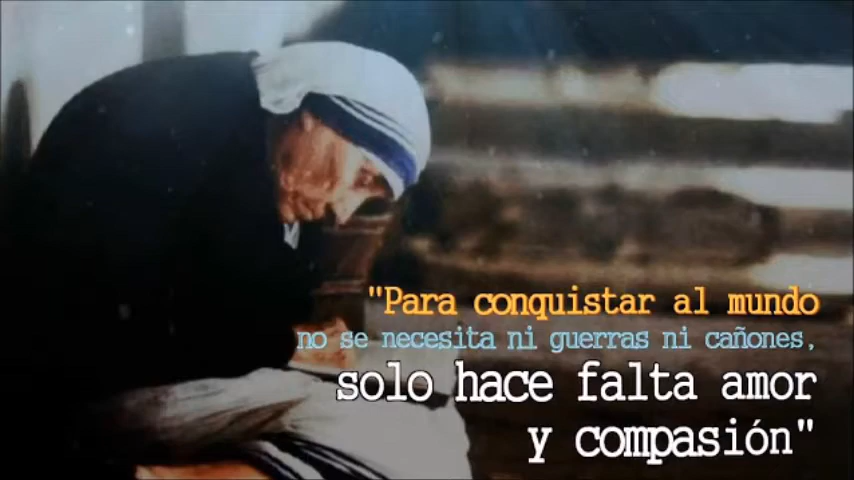 "Para conquistar al mundo
no se necesita ni guerras ni cañones,
solo hace falta amor
y compasión"